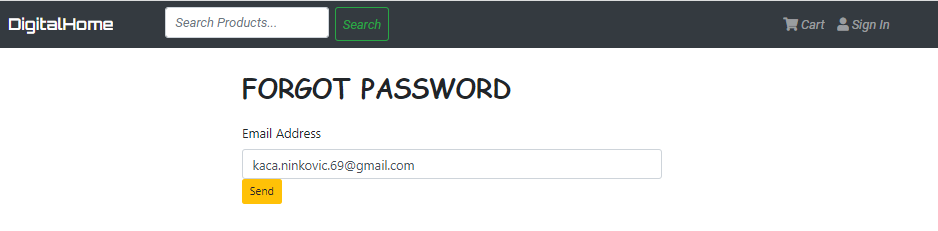 DigitalHome Search Products... Search Cart Sign In
FORGOT PASSWORD
Email Address
kaca.ninkovic.69@gmail.com
Send